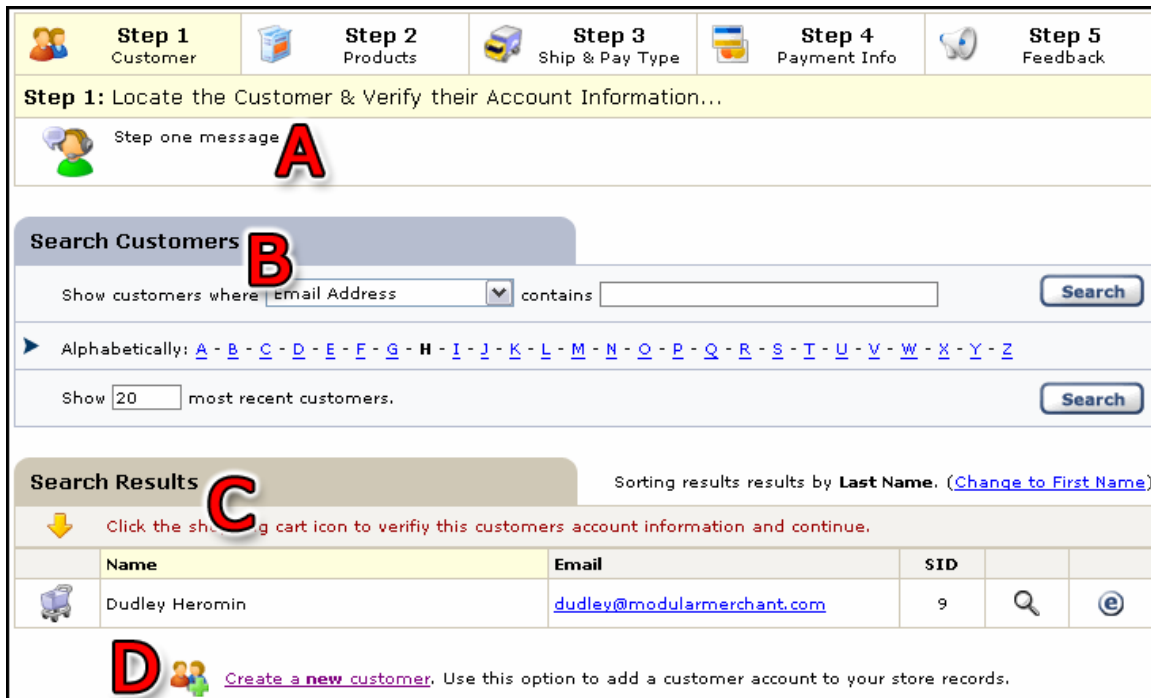 Step 1 Step 2 Step 3 Step 4 Step 5
Customer Products Ship & Pay Type Payment Info Feedback
Step 1: Locate the Customer & Verify their Account Information...
Step one message
A
Search Customers
B
Show customers where Email Address contains Search
Alphabetically: A - B - C - D - E - F - G - H - I - J - K - L - M - N - O - P - Q - R - S - T - U - V - W - X - Y - Z
Show 20 most recent customers. Search
Search Results
C
Sorting results results by Last Name. (Change to First Name)
Click the shopping cart icon to verifiy this customers account information and continue.
Name Email SID
Dudley Heromin dudley@modularmerchant.com 9 e
D
Create a new customer. Use this option to add a customer account to your store records.